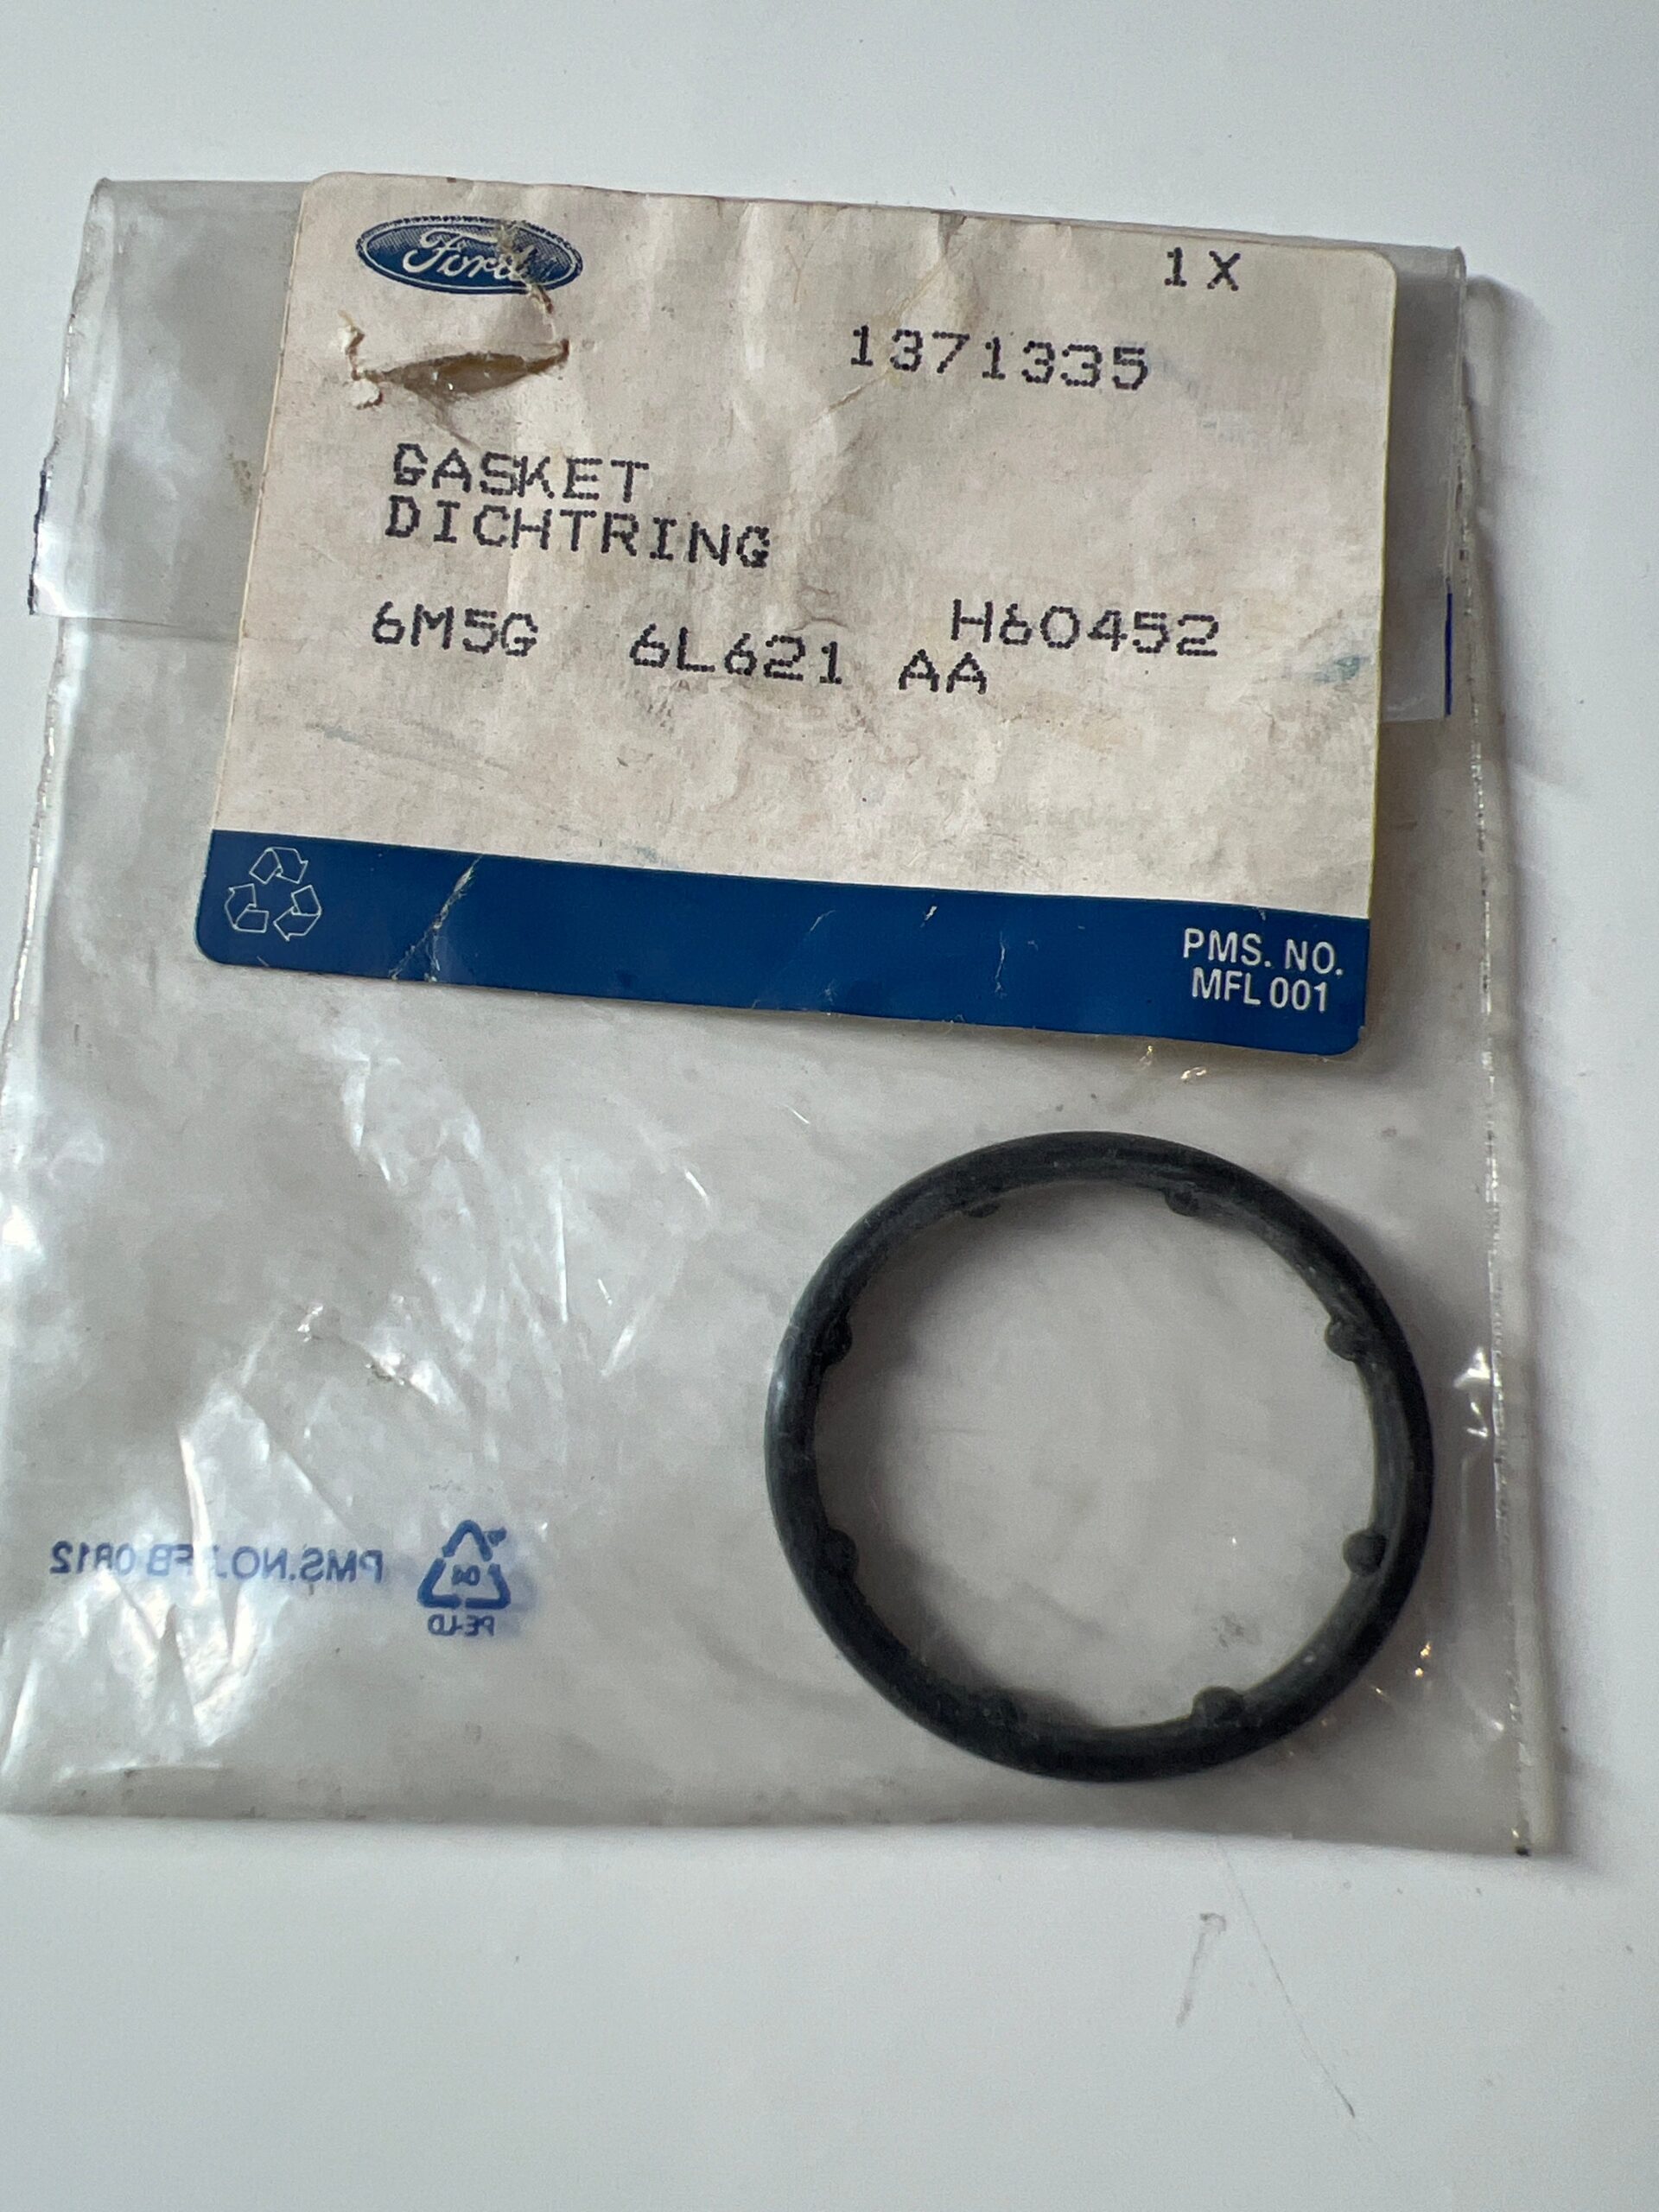 Ford
1X
1371335
GASKET
DICHTRING
H60452
6M5G 6L621 AA
PMS. NO.
MFL 001
PMS.NO. FB 0812
04
PE-LD